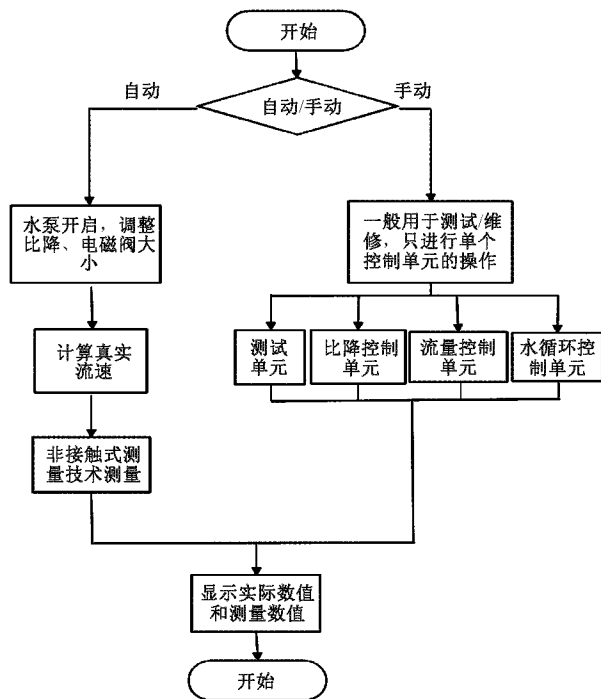 开始
自动/手动
自动
手动
水泵开启，调整
比降、电磁阀大
小
一般用于测试/维
修，只进行单个
控制单元的操作
计算真实
流速
测试
单元
比降控制
单元
流量控制
单元
水循环控
制单元
非接触式测
量技术测量
显示实际数值
和测量数值
开始